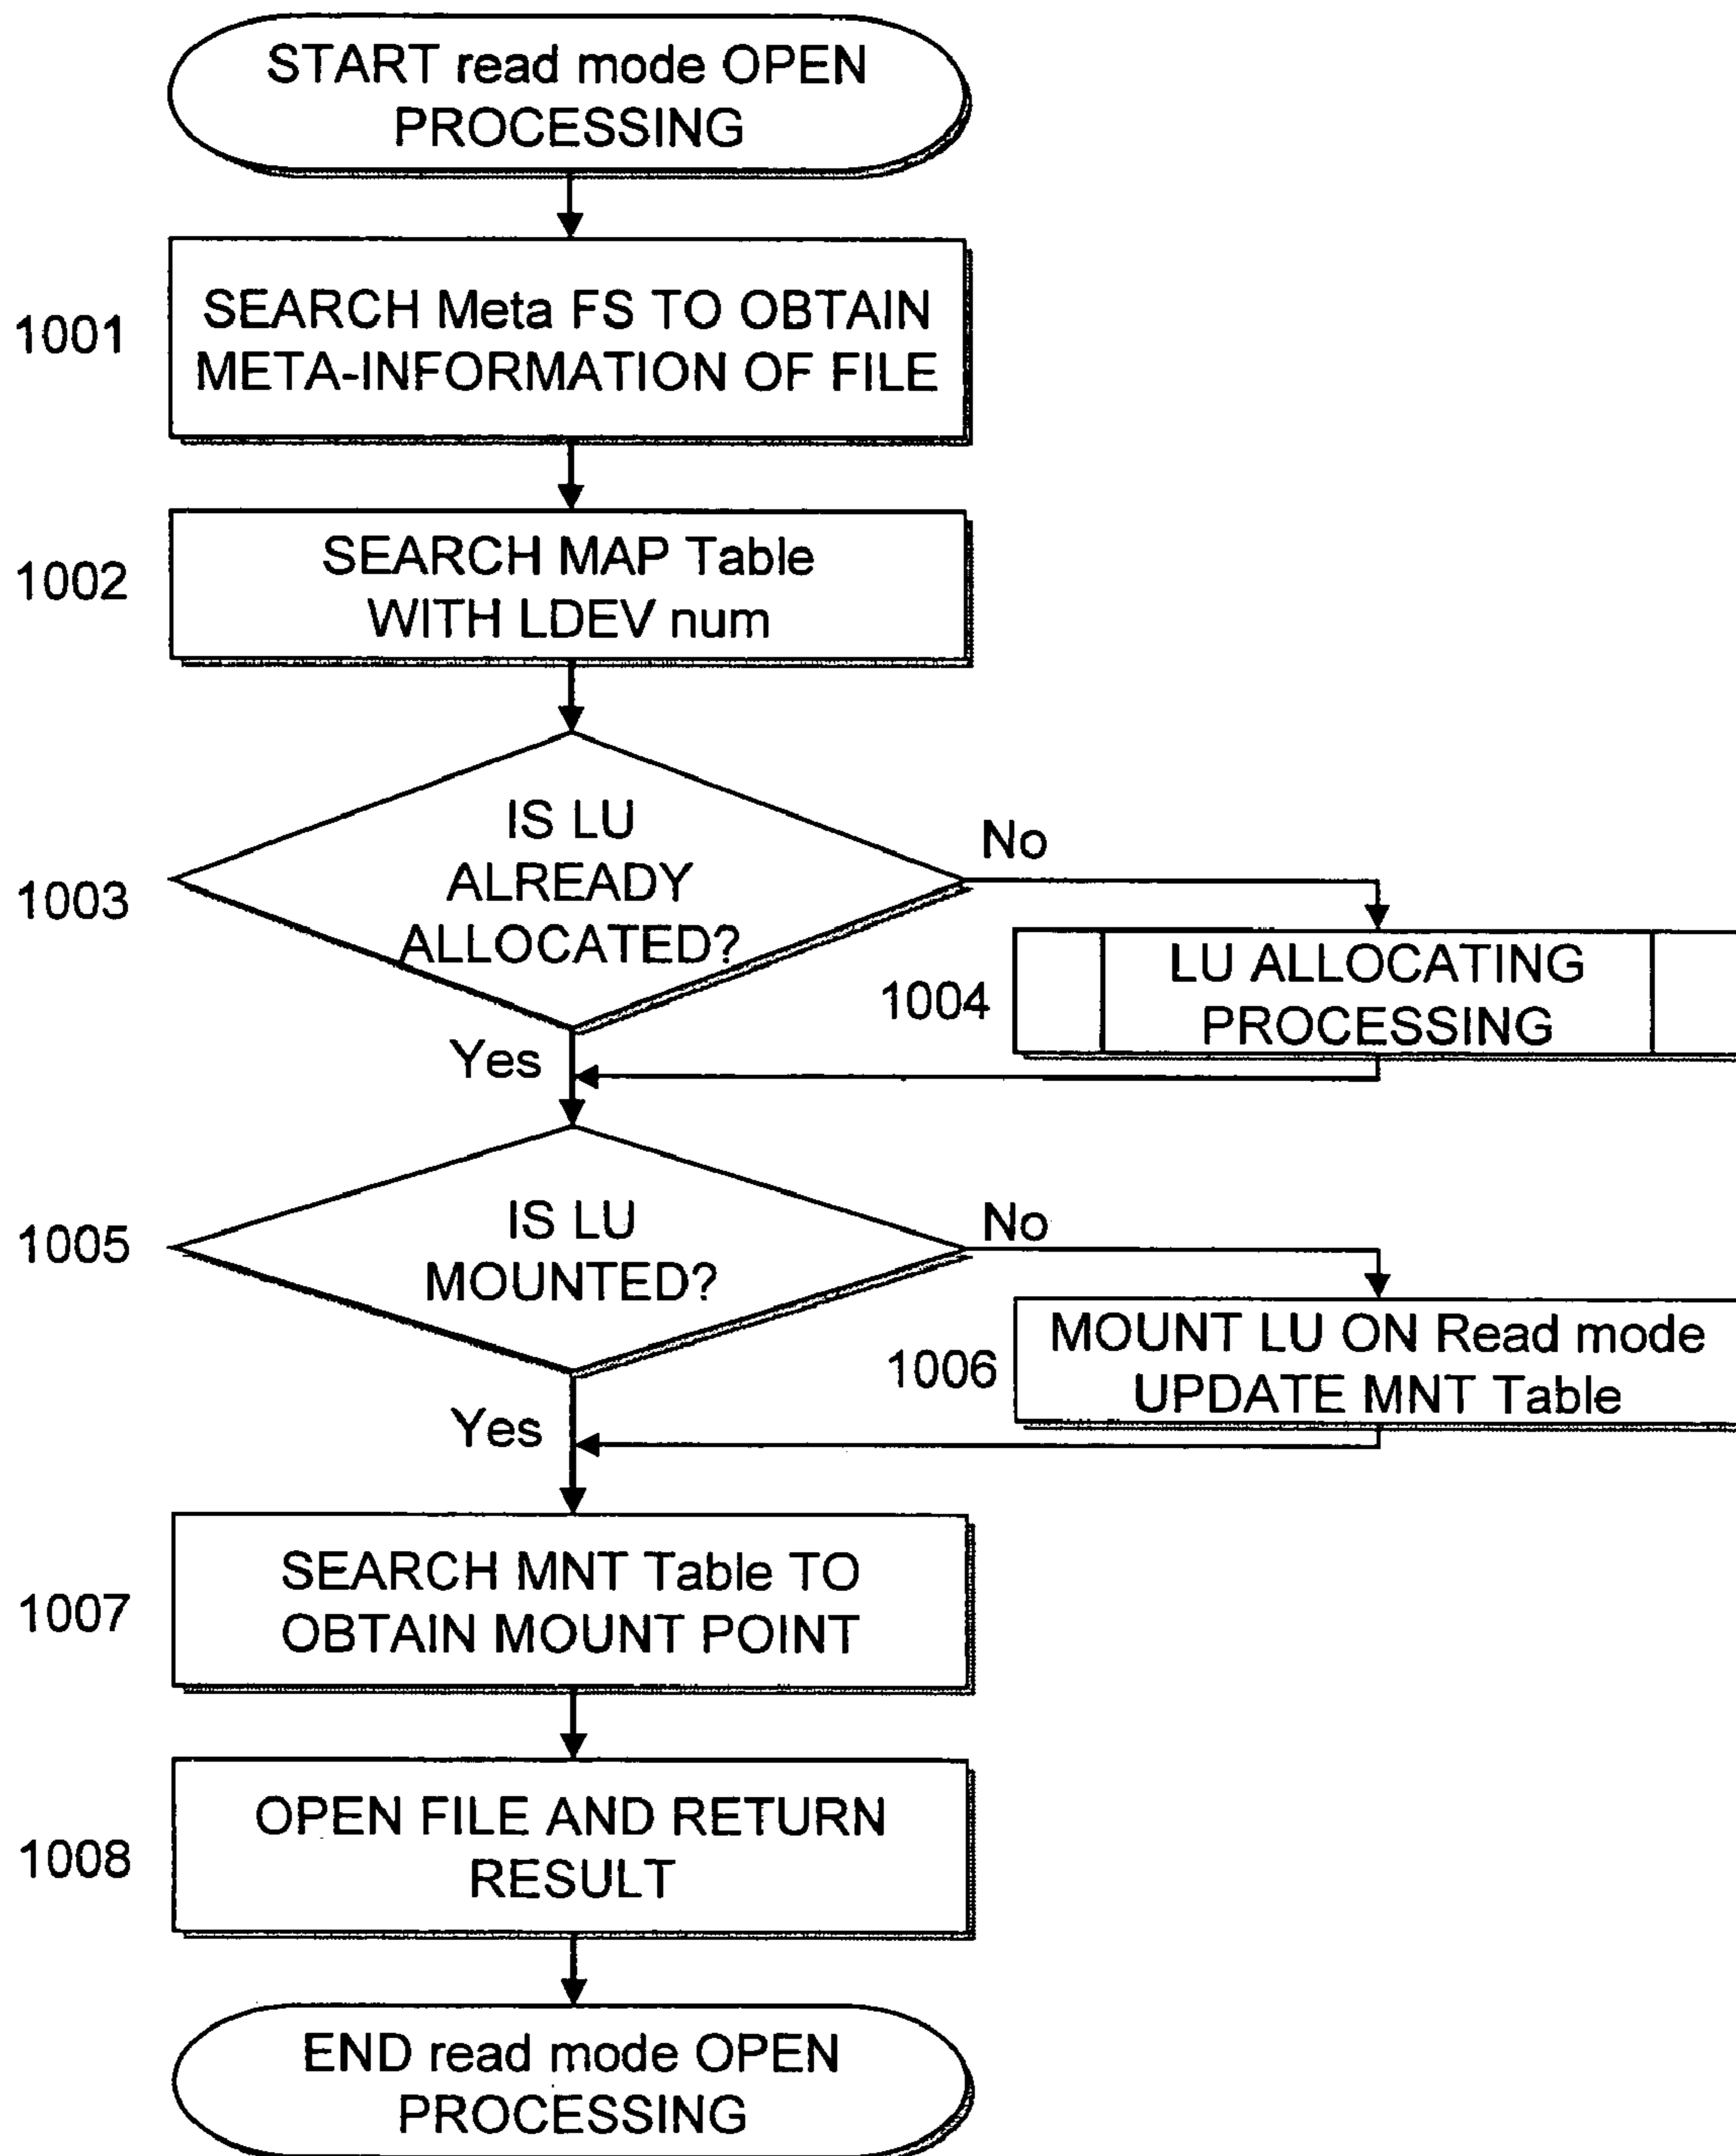 START read mode OPEN
PROCESSING
1001
SEARCH Meta FS TO OBTAIN
META-INFORMATION OF FILE
1002
SEARCH MAP Table
WITH LDEV num
1003
IS LU
ALREADY
ALLOCATED?
No
1004
LU ALLOCATING
PROCESSING
Yes
1005
IS LU
MOUNTED?
No
1006
MOUNT LU ON Read mode
UPDATE MNT Table
Yes
1007
SEARCH MNT Table TO
OBTAIN MOUNT POINT
1008
OPEN FILE AND RETURN
RESULT
END read mode OPEN
PROCESSING